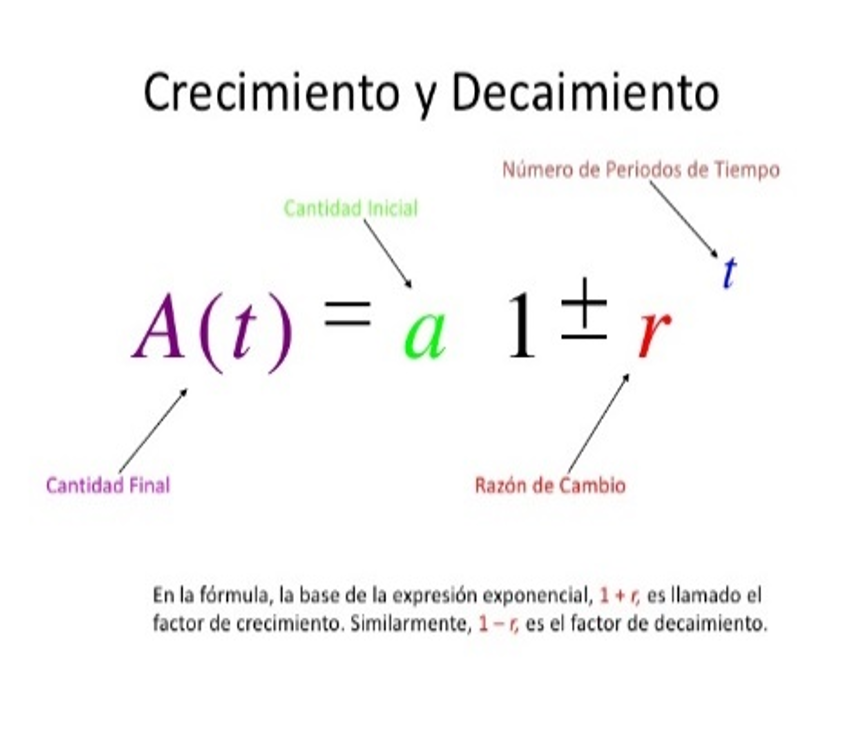 Crecimiento y Decaimiento
Número de Periodos de Tiempo
Cantidad Inicial
A(t) = a 1 ± r t
Cantidad Final
Razón de Cambio
En la fórmula, la base de la expresión exponencial, 1 + r, es llamado el
factor de crecimiento. Similarmente, 1 – r, es el factor de decaimiento.